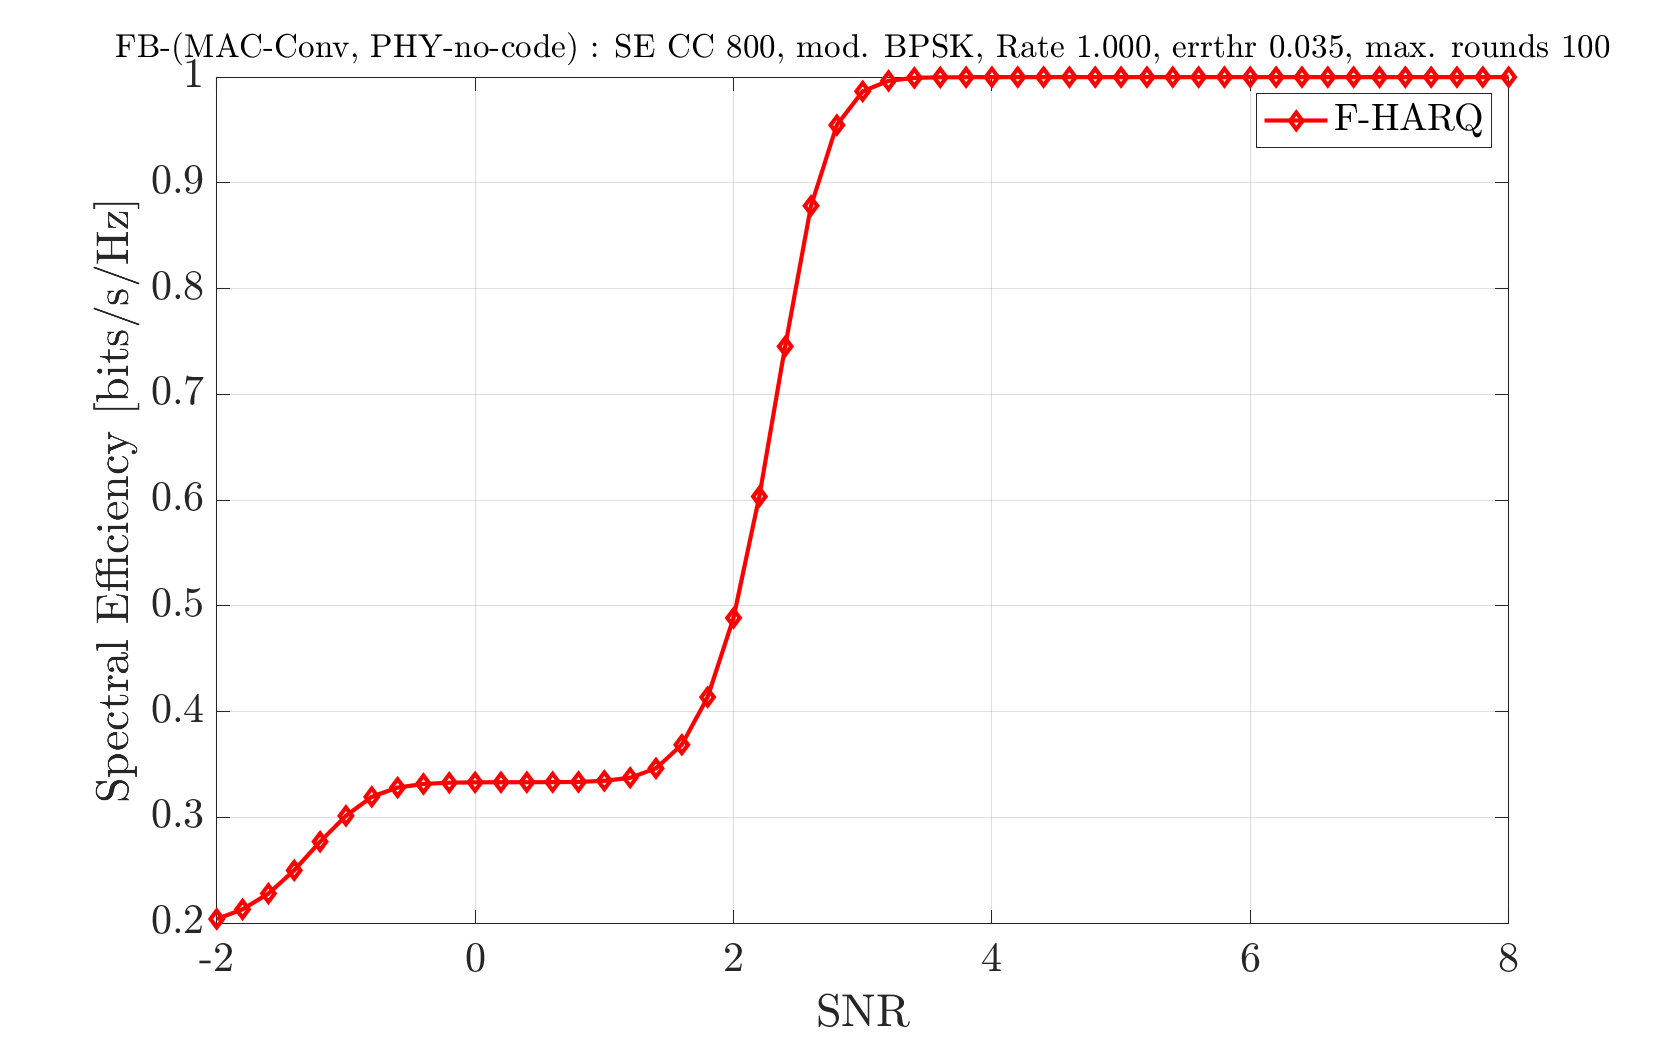 FB-(MAC-Conv, PHY-no-code) : SE CC 800, mod. BPSK, Rate 1.000, errthr 0.035, max. rounds 100
1
0.9
0.8
0.7
0.6
0.5
0.4
0.3
0.2
Spectral Efficiency [bits/s/Hz]
F-HARQ
-2 0 2 4 6 8
SNR